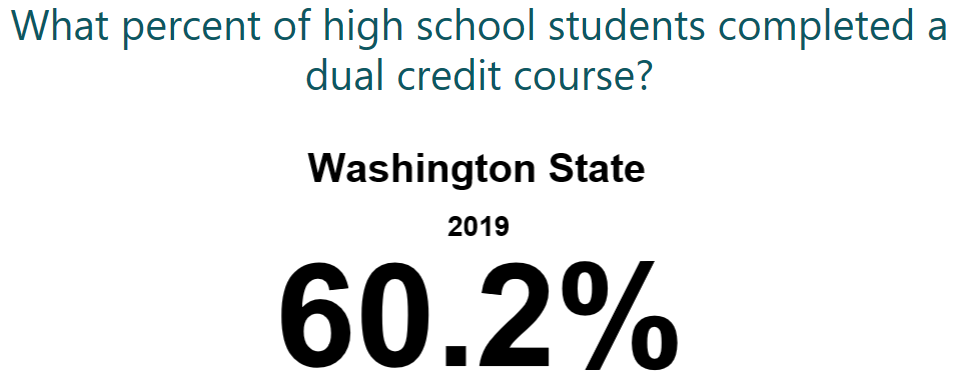 What percent of high school students completed a
dual credit course?
Washington State
2019
60.2%